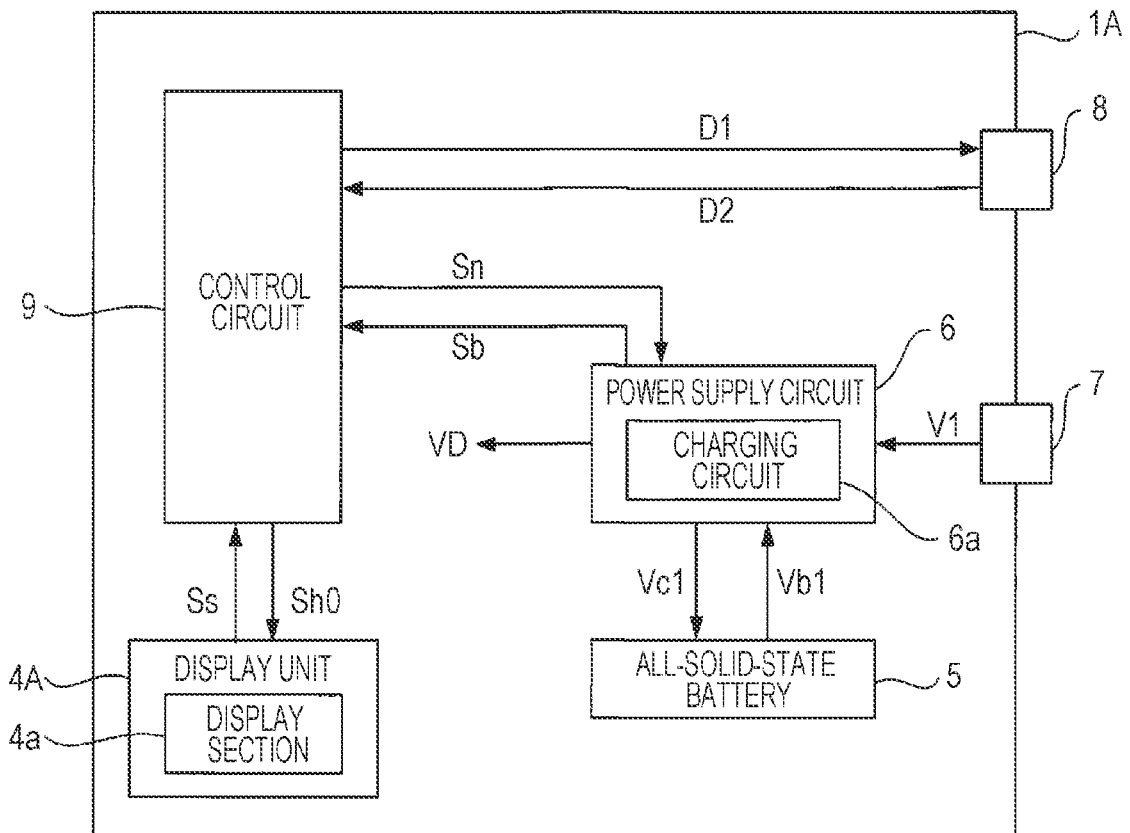 1A
8
D1
D2
CONTROL
CIRCUIT
9
Sn
Sb
6
POWER SUPPLY CIRCUIT
7
V1
VD
CHARGING
CIRCUIT
6a
Ss
Sh0
Vc1
Vb1
4A
DISPLAY UNIT
ALL-SOLID-STATE
BATTERY
5
4a
DISPLAY
SECTION